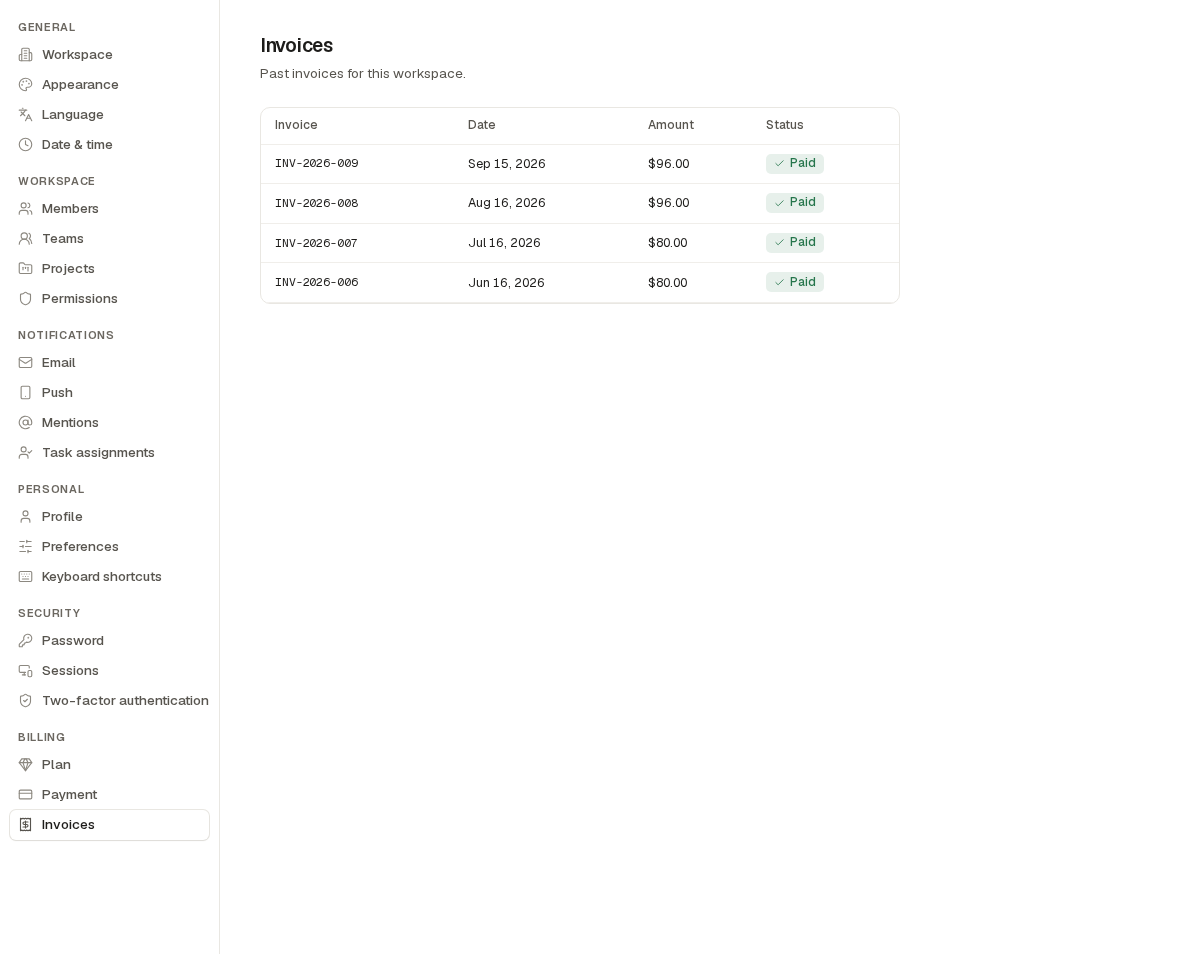 GENERAL
Workspace
Appearance
Language
Date & time
WORKSPACE
Members
Teams
Projects
Permissions
NOTIFICATIONS
Email
Push
Mentions
Task assignments
PERSONAL
Profile
Preferences
Keyboard shortcuts
SECURITY
Password
Sessions
Two-factor authentication
BILLING
Plan
Payment
Invoices
Invoices
Past invoices for this workspace.
Invoice Date Amount Status
INV-2026-009 Sep 15, 2026 $96.00 Paid
INV-2026-008 Aug 16, 2026 $96.00 Paid
INV-2026-007 Jul 16, 2026 $80.00 Paid
INV-2026-006 Jun 16, 2026 $80.00 Paid